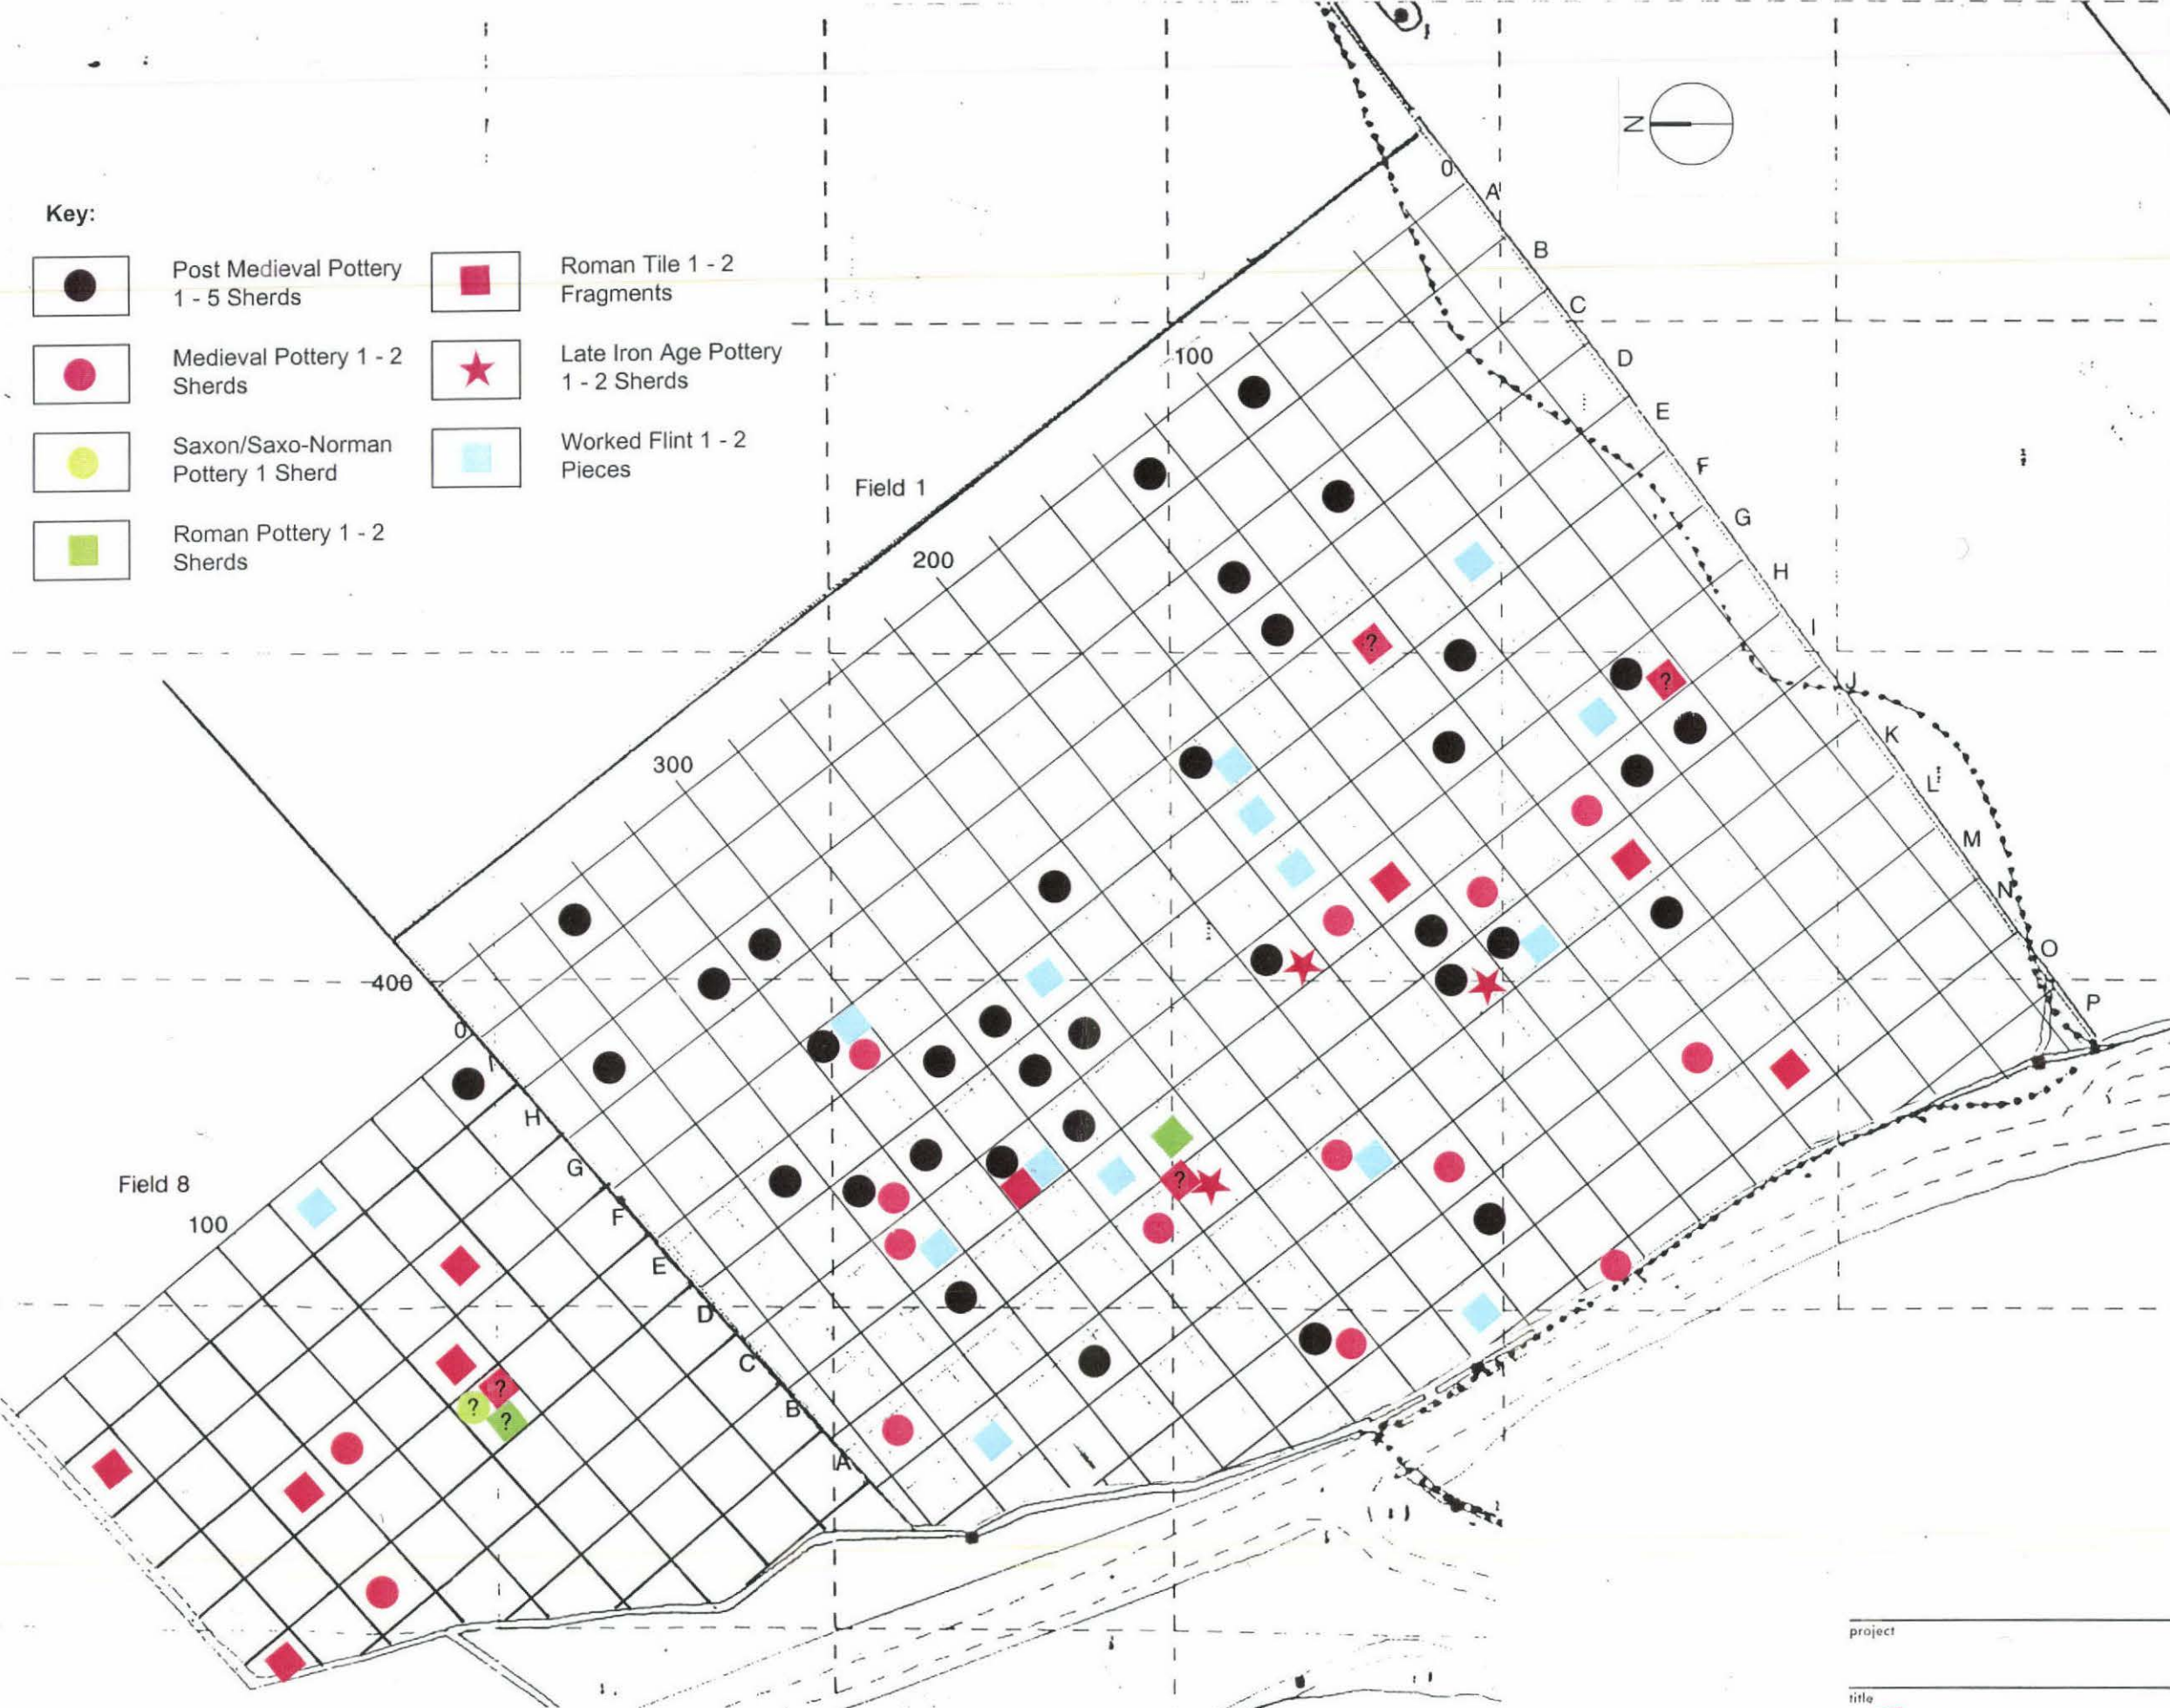 Key:
Post Medieval Pottery
1 - 5 Sherds
Medieval Pottery 1 - 2
Sherds
Saxon/Saxo-Norman
Pottery 1 Sherd
Roman Pottery 1 - 2
Sherds
Roman Tile 1 - 2
Fragments
Late Iron Age Pottery
1 - 2 Sherds
Worked Flint 1 - 2
Pieces
N
Field 1
0
100
200
300
400
A
B
C
D
E
F
G
H
I
J
K
L
M
N
O
P
?
?
?
Field 8
0
100
I
H
G
F
E
D
C
B
A
?
?
?
project
title